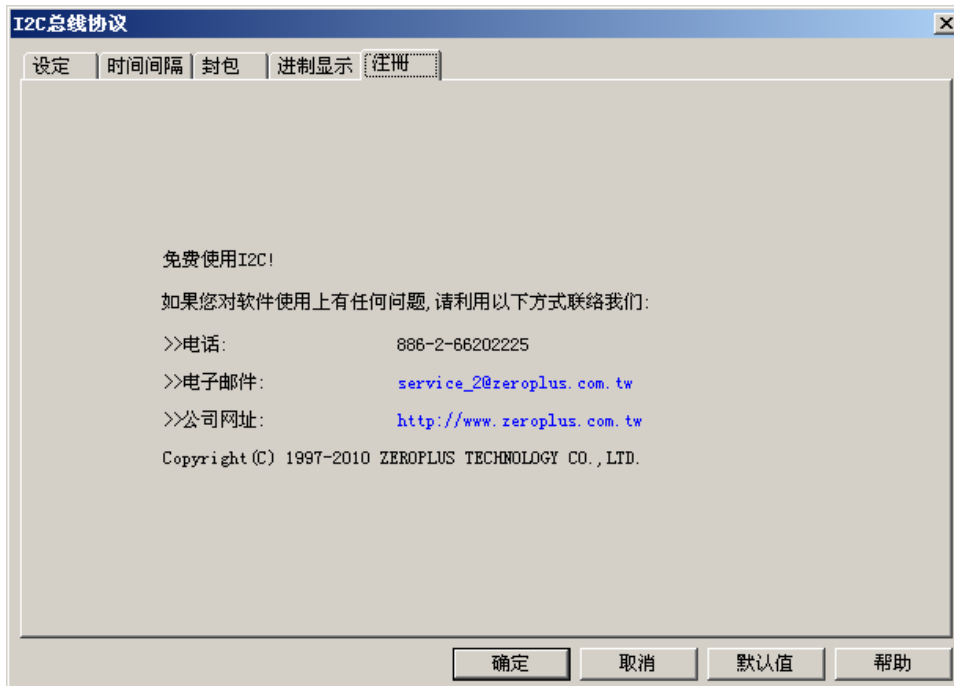 I2C总线协议
设定 时间间隔 封包 进制显示 注册
免费使用I2C!
如果您对软件使用上有任何问题,请利用以下方式联络我们:
>>电话: 886-2-66202225
>>电子邮件: service_2@zeroplus.com.tw
>>公司网址: http://www.zeroplus.com.tw
Copyright(C) 1997-2010 ZEROPLUS TECHNOLOGY CO.,LTD.
确定 取消 默认值 帮助